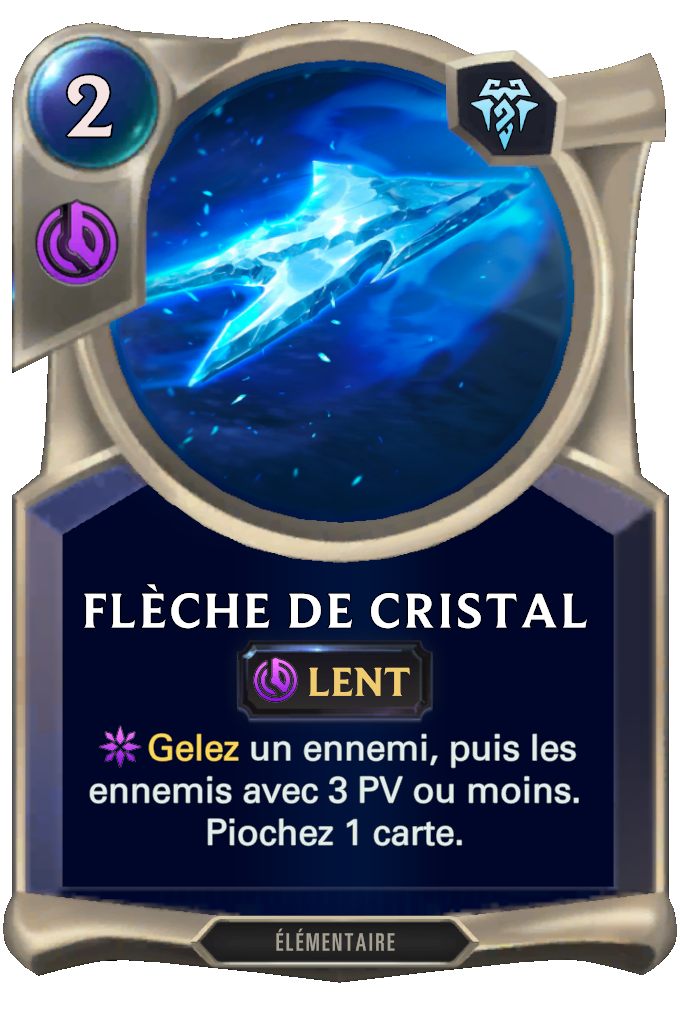 2
FLÈCHE DE CRISTAL
LENT
Gelez un ennemi, puis les
ennemis avec 3 PV ou moins.
Piochez 1 carte.
ÉLÉMENTAIRE